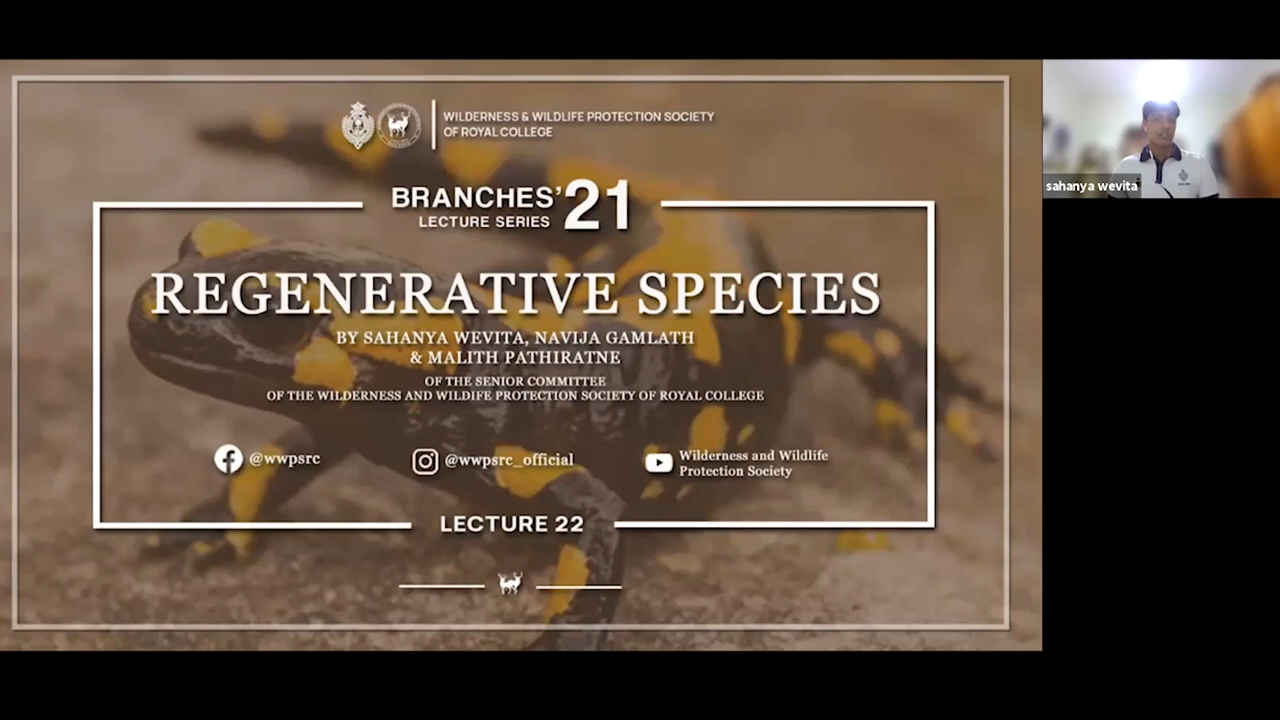 WILDERNESS & WILDLIFE PROTECTION SOCIETY
OF ROYAL COLLEGE
BRANCHES'21
LECTURE SERIES
REGENERATIVE SPECIES
BY SAHANYA WEVITA, NAVIJA GAMLATH
& MALITH PATHIRATNE
OF THE SENIOR COMMITTEE
OF THE WILDERNESS AND WILDIFE PROTECTION SOCIETY OF ROYAL COLLEGE
@wwpsrc
@wwpsrc_official
Wilderness and Wildlife
Protection Society
LECTURE 22
sahanya wevita